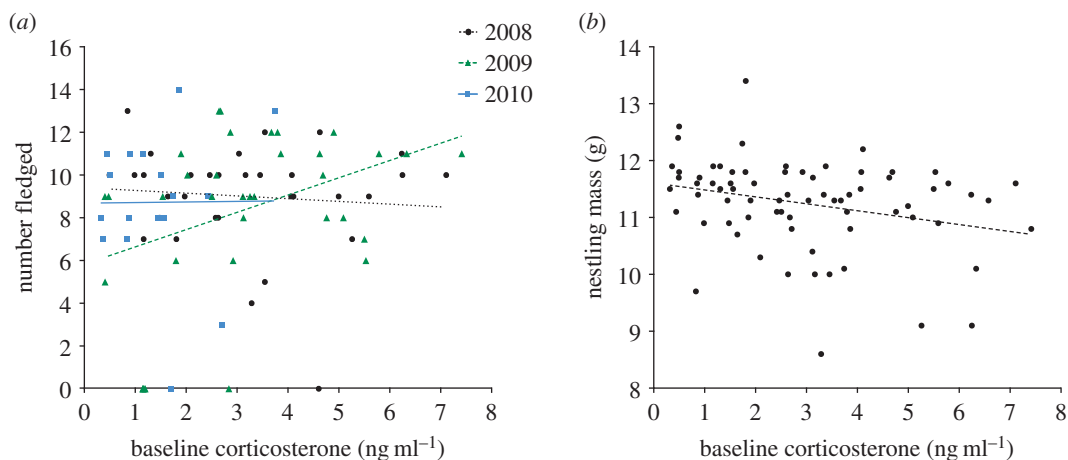 (a)
16
14
12
10
8
6
4
2
0
number fledged
0 1 2 3 4 5 6 7 8
baseline corticosterone (ng ml⁻¹)
2008
2009
2010
(b)
14
13
12
11
10
9
8
nestling mass (g)
0 1 2 3 4 5 6 7 8
baseline corticosterone (ng ml⁻¹)